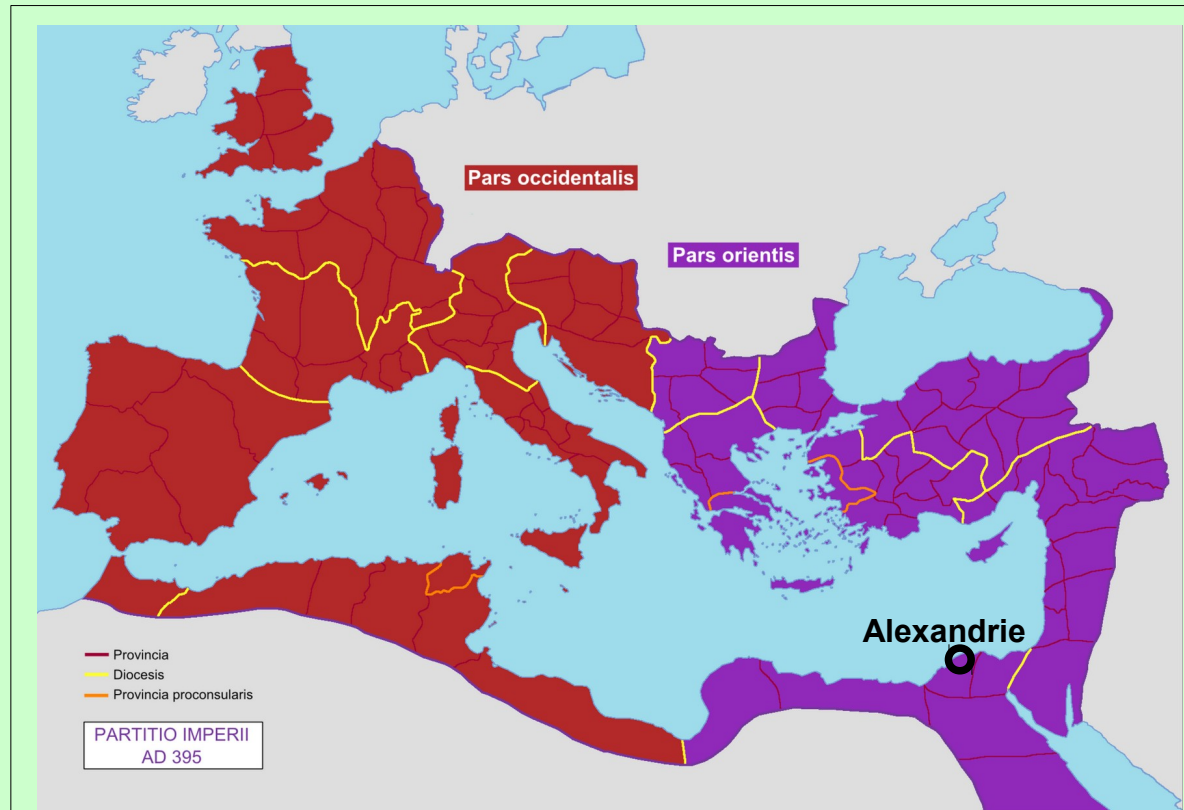 Pars occidentalis
Pars orientis
Alexandrie
Provincia
Diocesis
Provincia proconsularis
PARTITIO IMPERII
AD 395